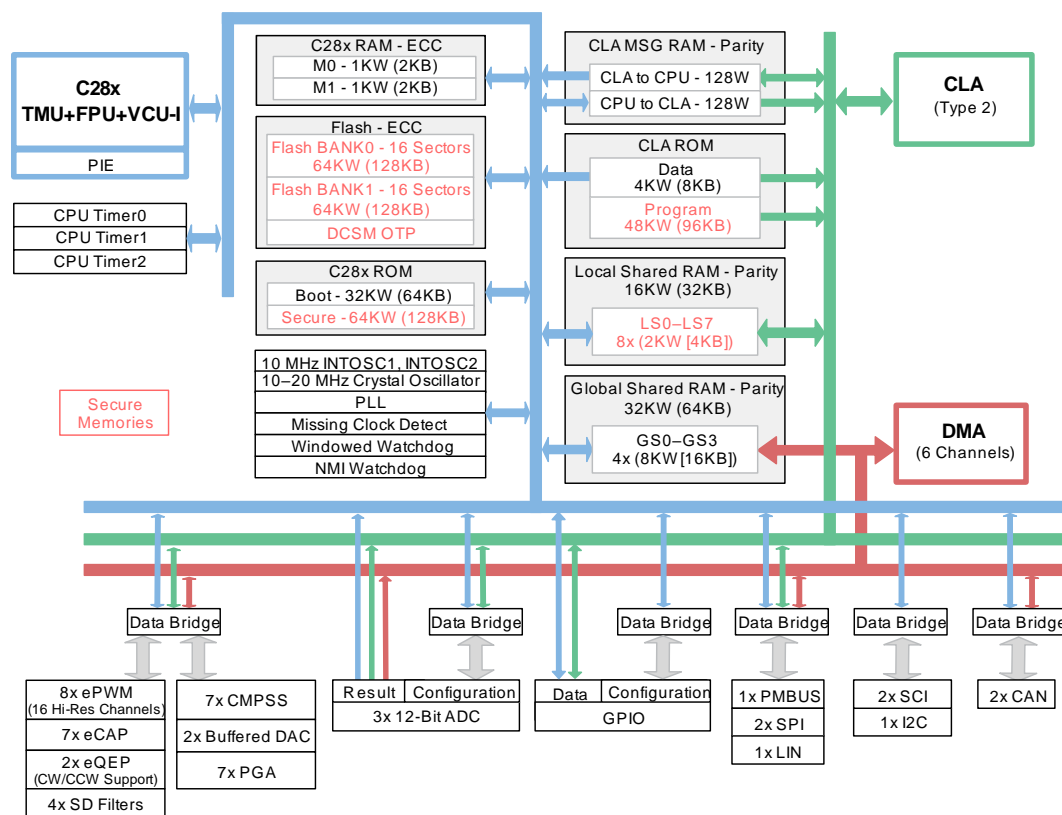 C28x
TMU+FPU+VCU-I
PIE
CPU Timer0
CPU Timer1
CPU Timer2
C28x RAM - ECC
M0 - 1KW (2KB)
M1 - 1KW (2KB)
Flash - ECC
Flash BANK0 - 16 Sectors
64KW (128KB)
Flash BANK1 - 16 Sectors
64KW (128KB)
DCSM OTP
C28x ROM
Boot - 32KW (64KB)
Secure - 64KW (128KB)
10 MHz INTOSC1, INTOSC2
10–20 MHz Crystal Oscillator
PLL
Missing Clock Detect
Windowed Watchdog
NMI Watchdog
Secure
Memories
CLA MSG RAM - Parity
CLA to CPU - 128W
CPU to CLA - 128W
CLA ROM
Data
4KW (8KB)
Program
48KW (96KB)
Local Shared RAM - Parity
16KW (32KB)
LS0–LS7
8x (2KW [4KB])
Global Shared RAM - Parity
32KW (64KB)
GS0–GS3
4x (8KW [16KB])
CLA
(Type 2)
DMA
(6 Channels)
Data Bridge
Data Bridge
Data Bridge
Data Bridge
Data Bridge
Data Bridge
8x ePWM
(16 Hi-Res Channels)
7x eCAP
2x eQEP
(CW/CCW Support)
4x SD Filters
7x CMPSS
2x Buffered DAC
7x PGA
Result
Configuration
3x 12-Bit ADC
Data
Configuration
GPIO
1x PMBUS
2x SPI
1x LIN
2x SCI
1x I2C
2x CAN